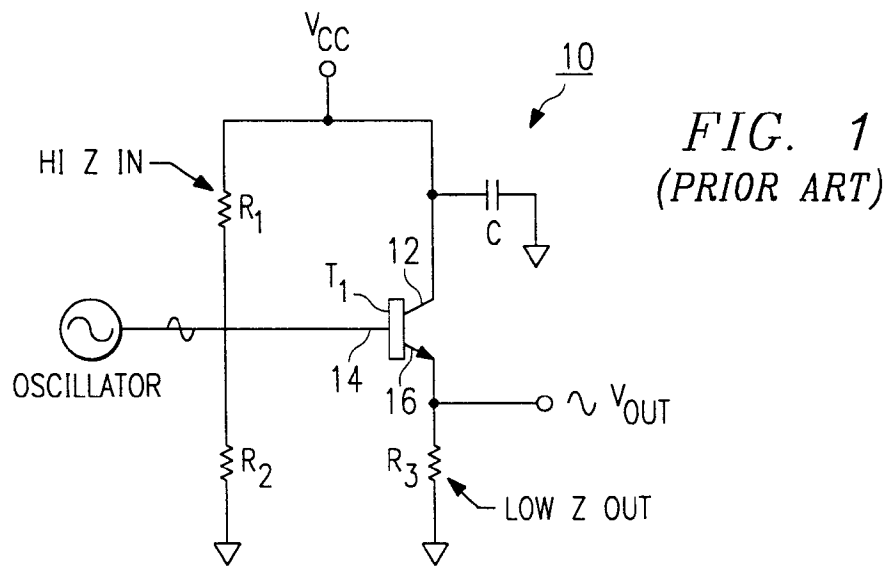 V_CC
10
FIG. 1
(PRIOR ART)
HI Z IN
R_1
C
12
T_1
OSCILLATOR
14
16
V_OUT
R_2
R_3
LOW Z OUT